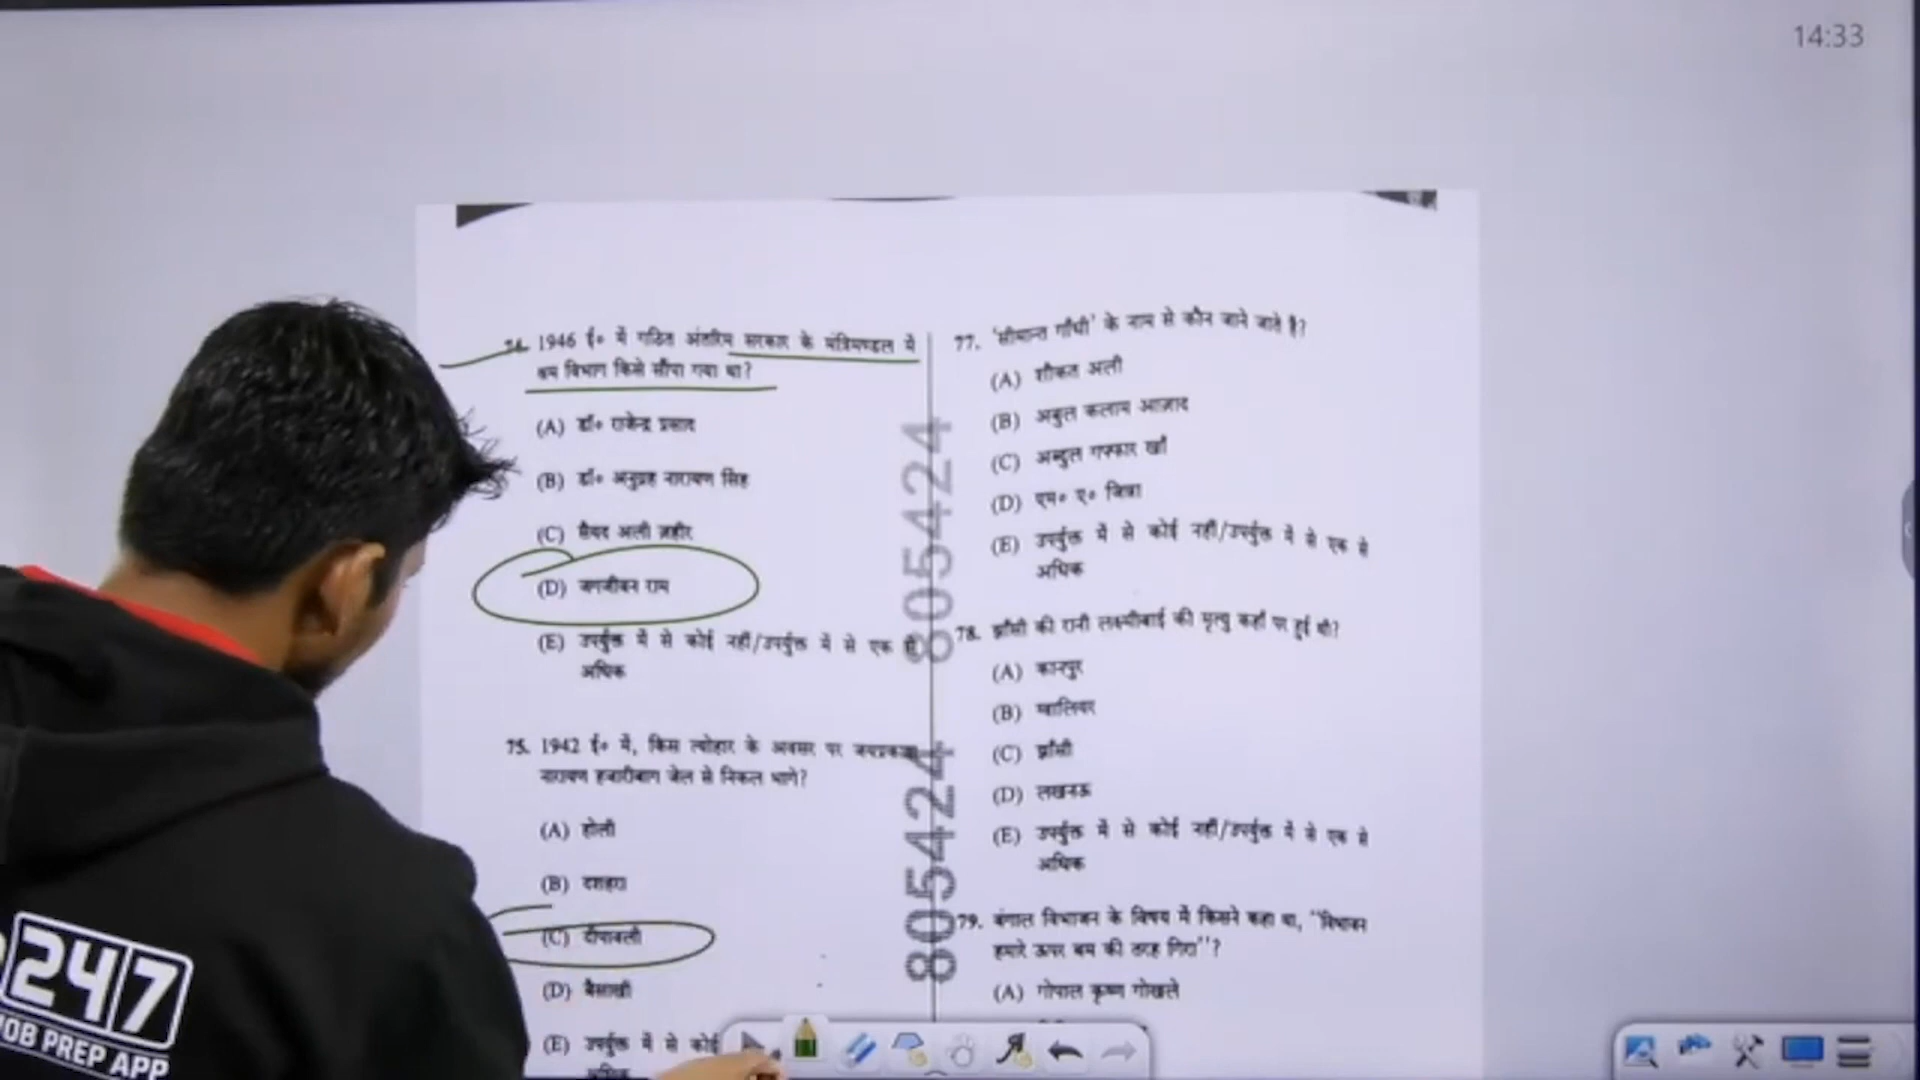 14:33
74. 1946 ई० में गठित अंतरिम सरकार के मंत्रिमण्डल में
श्रम विभाग किसे सौंपा गया था?
(A) डॉ० राजेन्द्र प्रसाद
(B) डॉ० अनुग्रह नारायण सिंह
(C) सैयद अली ज़हीर
(D) जगजीवन राम
(E) उपर्युक्त में से कोई नहीं/उपर्युक्त में से एक से
अधिक
75. 1942 ई० में, किस त्योहार के अवसर पर जयप्रकाश
नारायण हजारीबाग जेल से निकल भागे?
(A) होली
(B) दशहरा
(C) दीपावली
(D) बैसाखी
(E) उपर्युक्त में से कोई
अधिक
8054424
8054424
77. 'सीमान्त गाँधी' के नाम से कौन जाने जाते है?
(A) शौकत अली
(B) अबुल कलाम आज़ाद
(C) अब्दुल गफ्फार खाँ
(D) एम० ए० जिन्ना
(E) उपर्युक्त में से कोई नहीं/उपर्युक्त में से एक से
अधिक
78. झाँसी की रानी लक्ष्मीबाई की मृत्यु कहाँ पर हुई थी?
(A) कानपुर
(B) ग्वालियर
(C) झाँसी
(D) लखनऊ
(E) उपर्युक्त में से कोई नहीं/उपर्युक्त में से एक से
अधिक
79. बंगाल विभाजन के विषय में किसने कहा था, "विभाजन
हमारे ऊपर बम की तरह गिरा"?
(A) गोपाल कृष्ण गोखले
247
JOB PREP APP